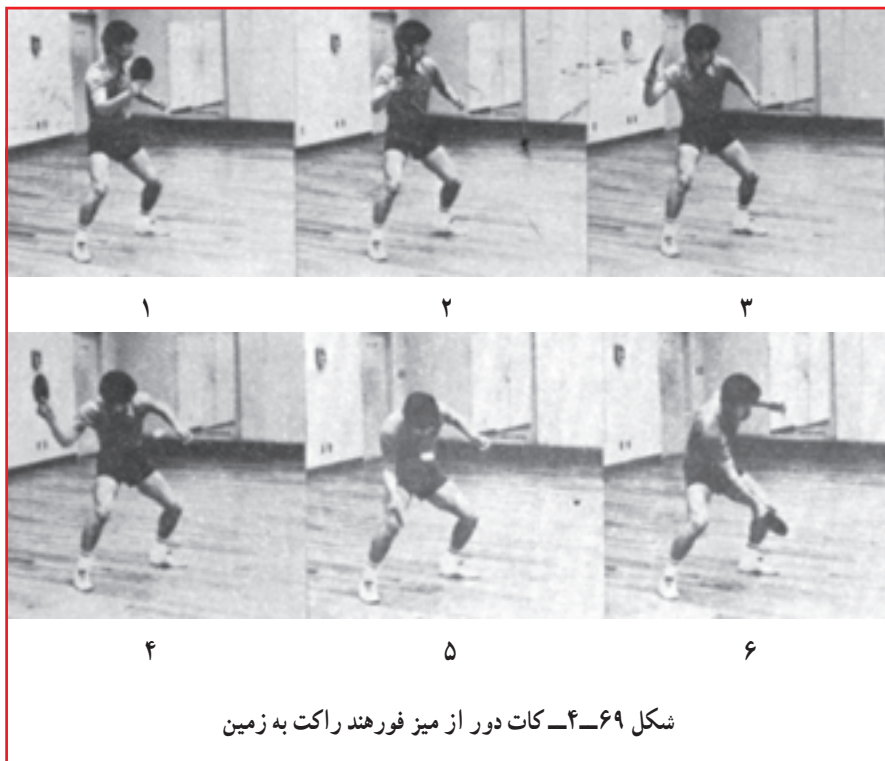 ۱ ۲ ۳
۴ ۵ ۶
شکل ۶۹ــ۴ــ کات دور از میز فورهند راکت به زمین